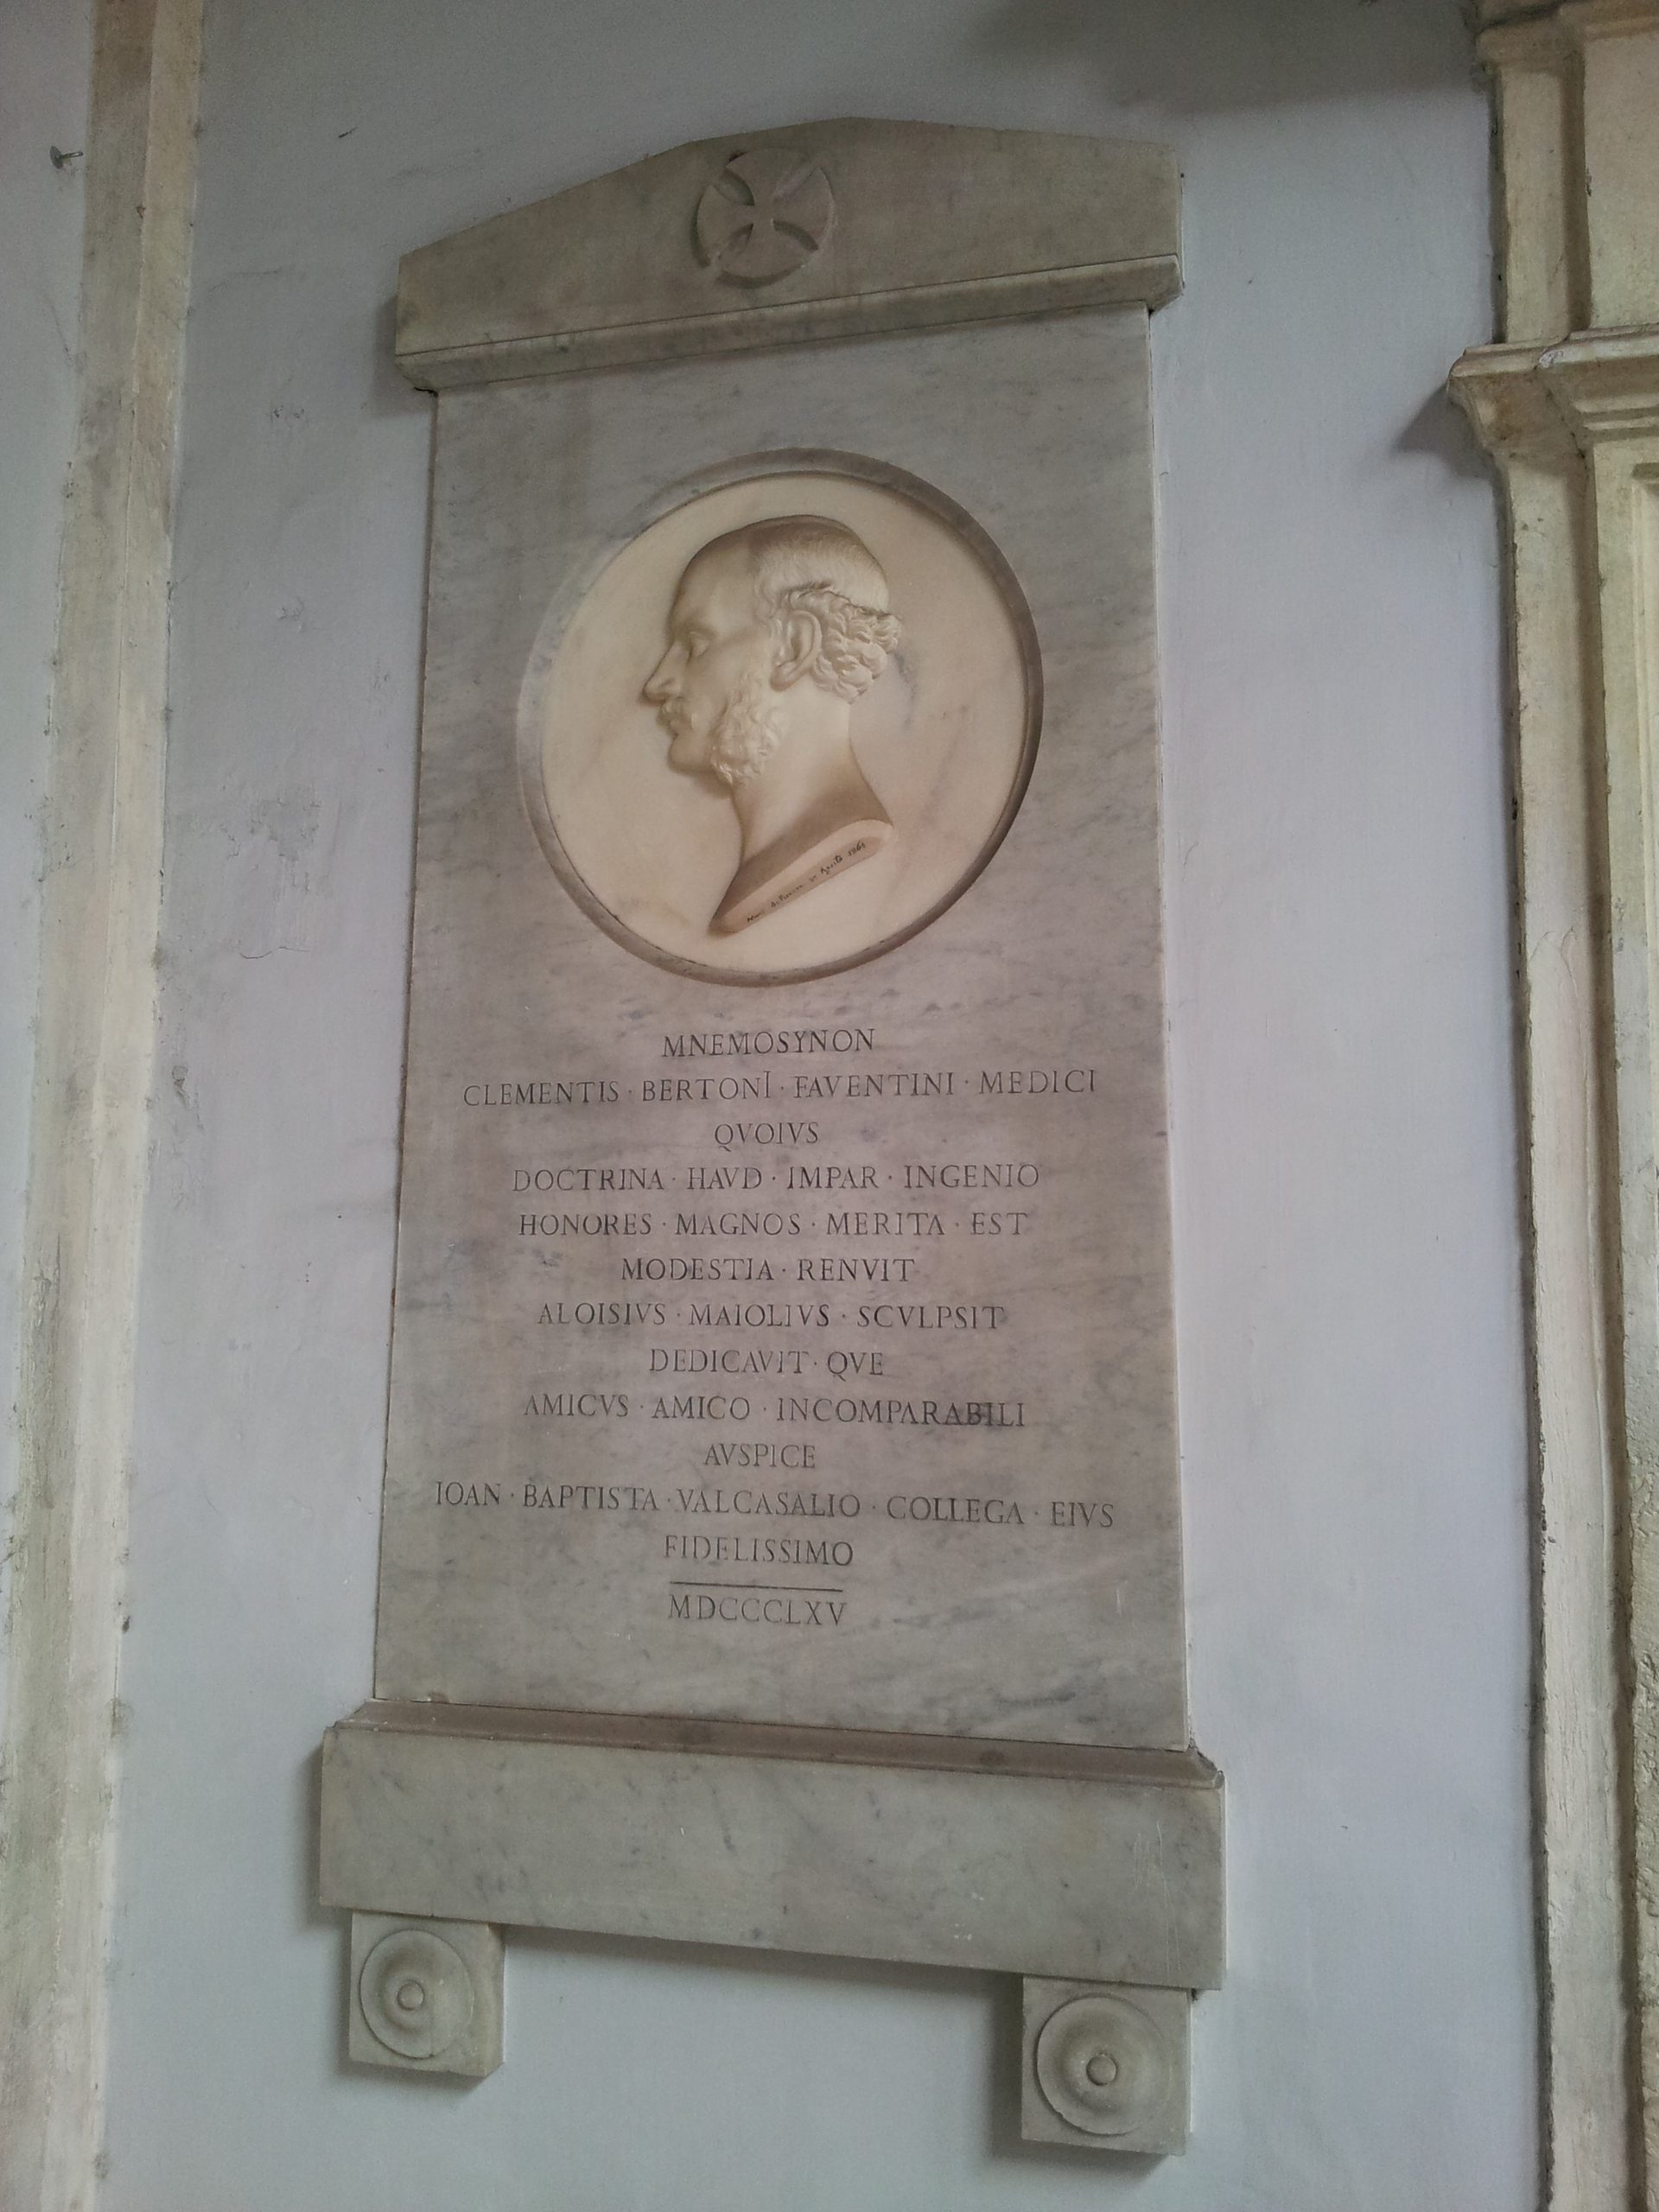 MNEMOSYNON
CLEMENTIS · BERTONI · FAVENTINI · MEDICI
QVOIVS
DOCTRINA · HAVD · IMPAR · INGENIO
HONORES · MAGNOS · MERITA · EST
MODESTIA · RENVIT
ALOISIVS · MAIOLIVS · SCVLPSIT
DEDICAVIT · QVE
AMICVS · AMICO · INCOMPARABILI
AVSPICE
IOAN · BAPTISTA · VALCASALIO · COLLEGA · EIVS
FIDELISSIMO
MDCCCLXV